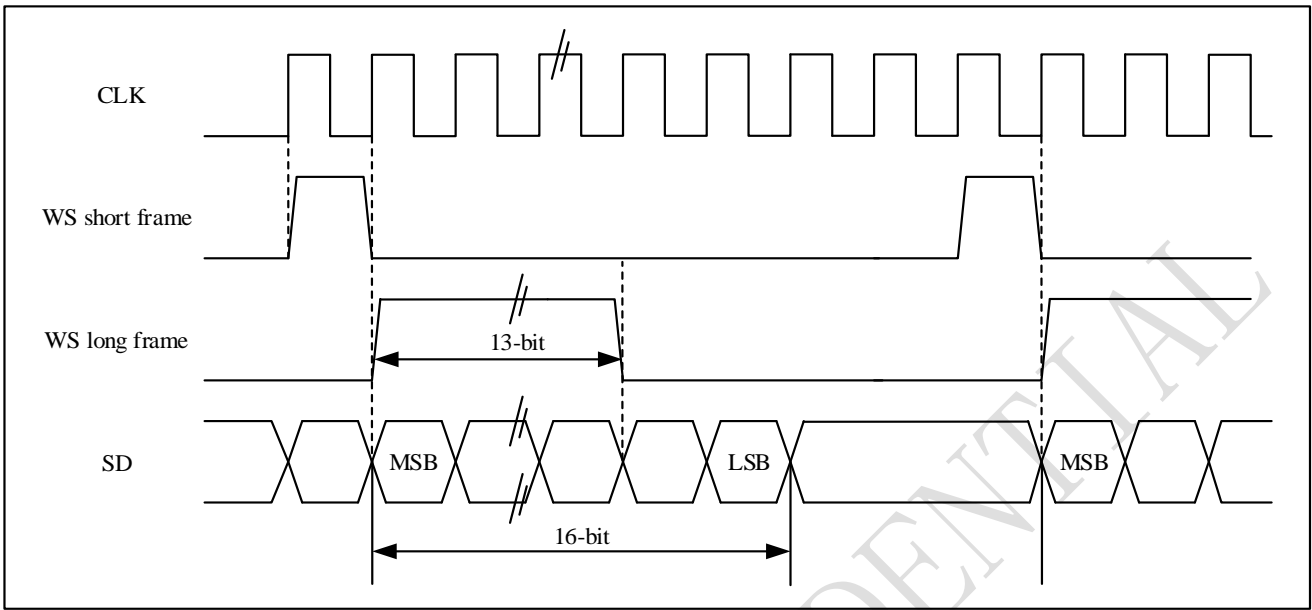 CLK
WS short frame
WS long frame
13-bit
SD
MSB
LSB
MSB
16-bit